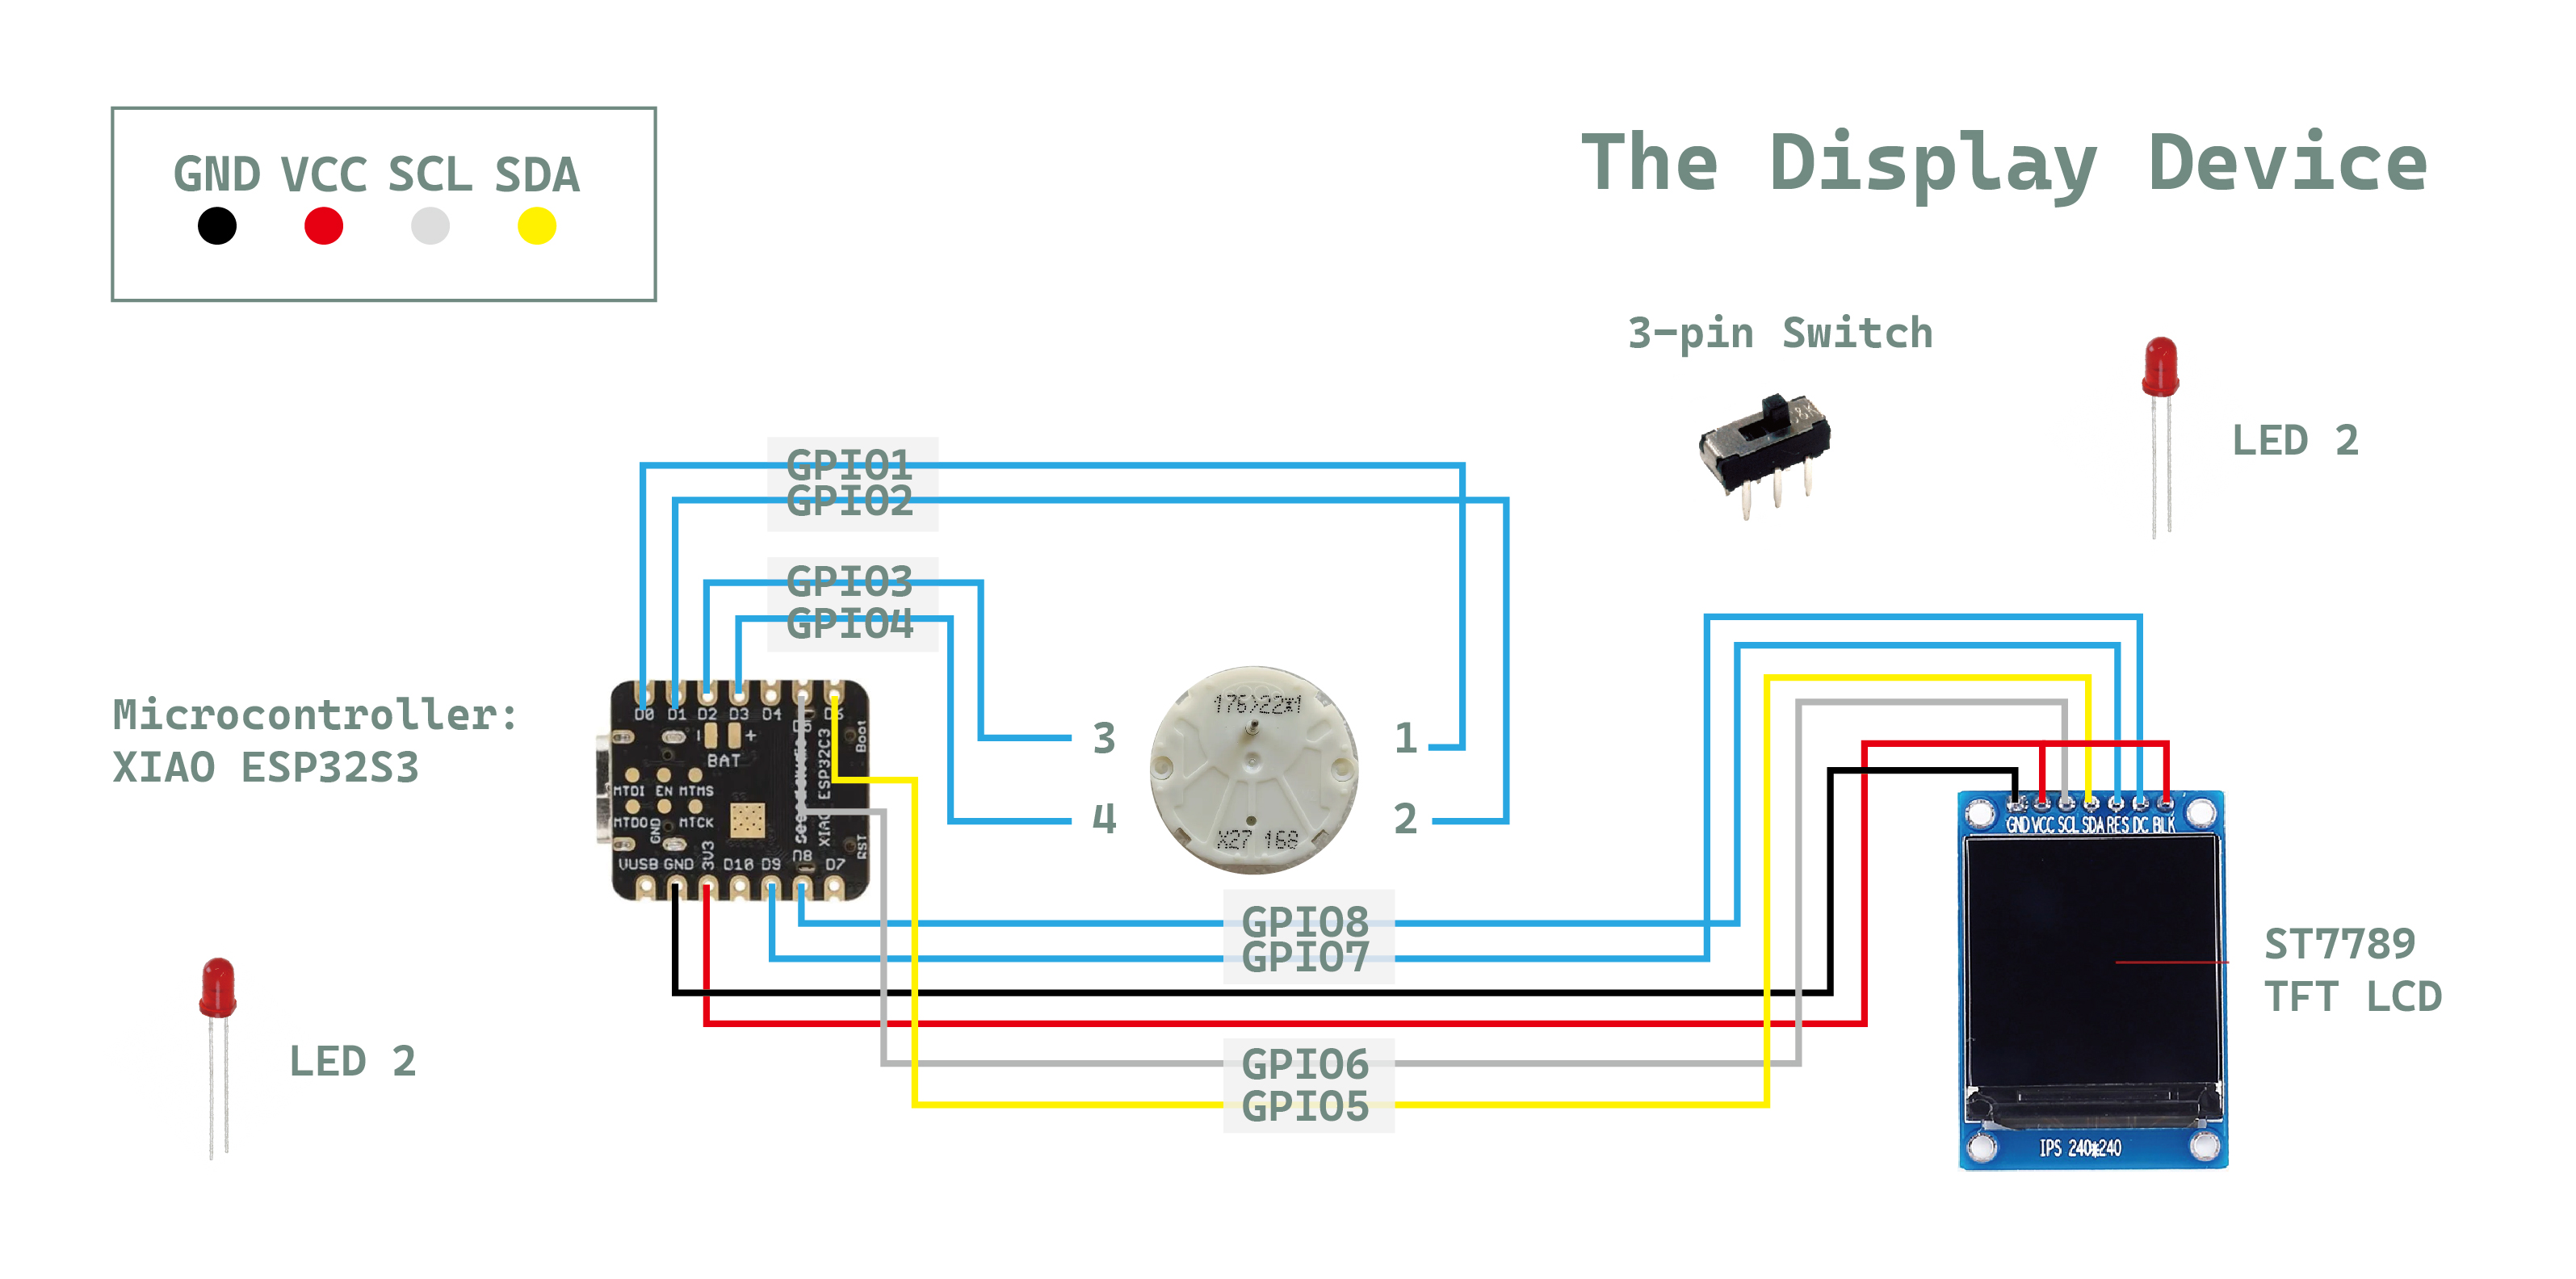 GND VCC SCL SDA
The Display Device
3-pin Switch
LED 2
GPIO1
GPIO2
GPIO3
GPIO4
Microcontroller:
XIAO ESP32S3
D0 D1 D2 D3 D4 D5 D6
- +
BAT
Boot
MTDI EN MTMS
MTDO GND MTCK
XIAO ESP32C3
RST
VUSB GND 3V3 D10 D9 D8 D7
3
4
1
2
X27 168
GND VCC SCL SDA RES DC BLK
GPIO8
GPIO7
GPIO6
GPIO5
ST7789
TFT LCD
IPS 240*240
LED 2